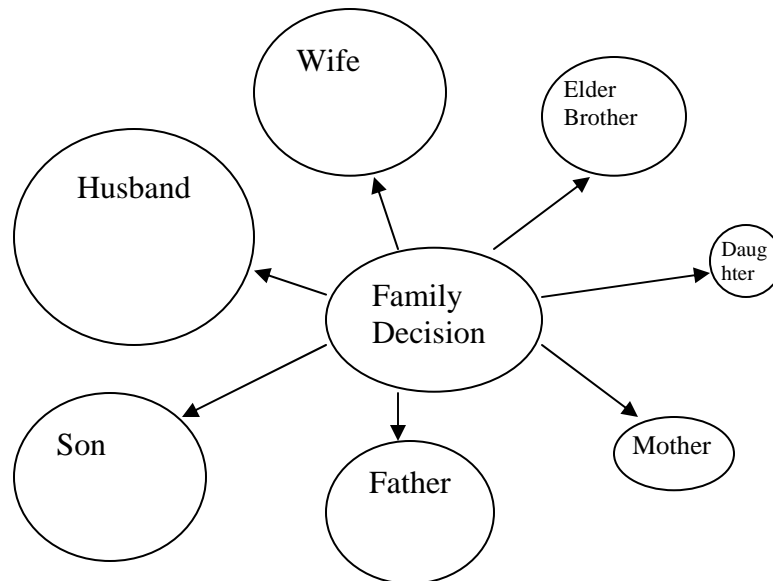 Wife
Elder
Brother
Husband
Daug
hter
Family
Decision
Son
Father
Mother